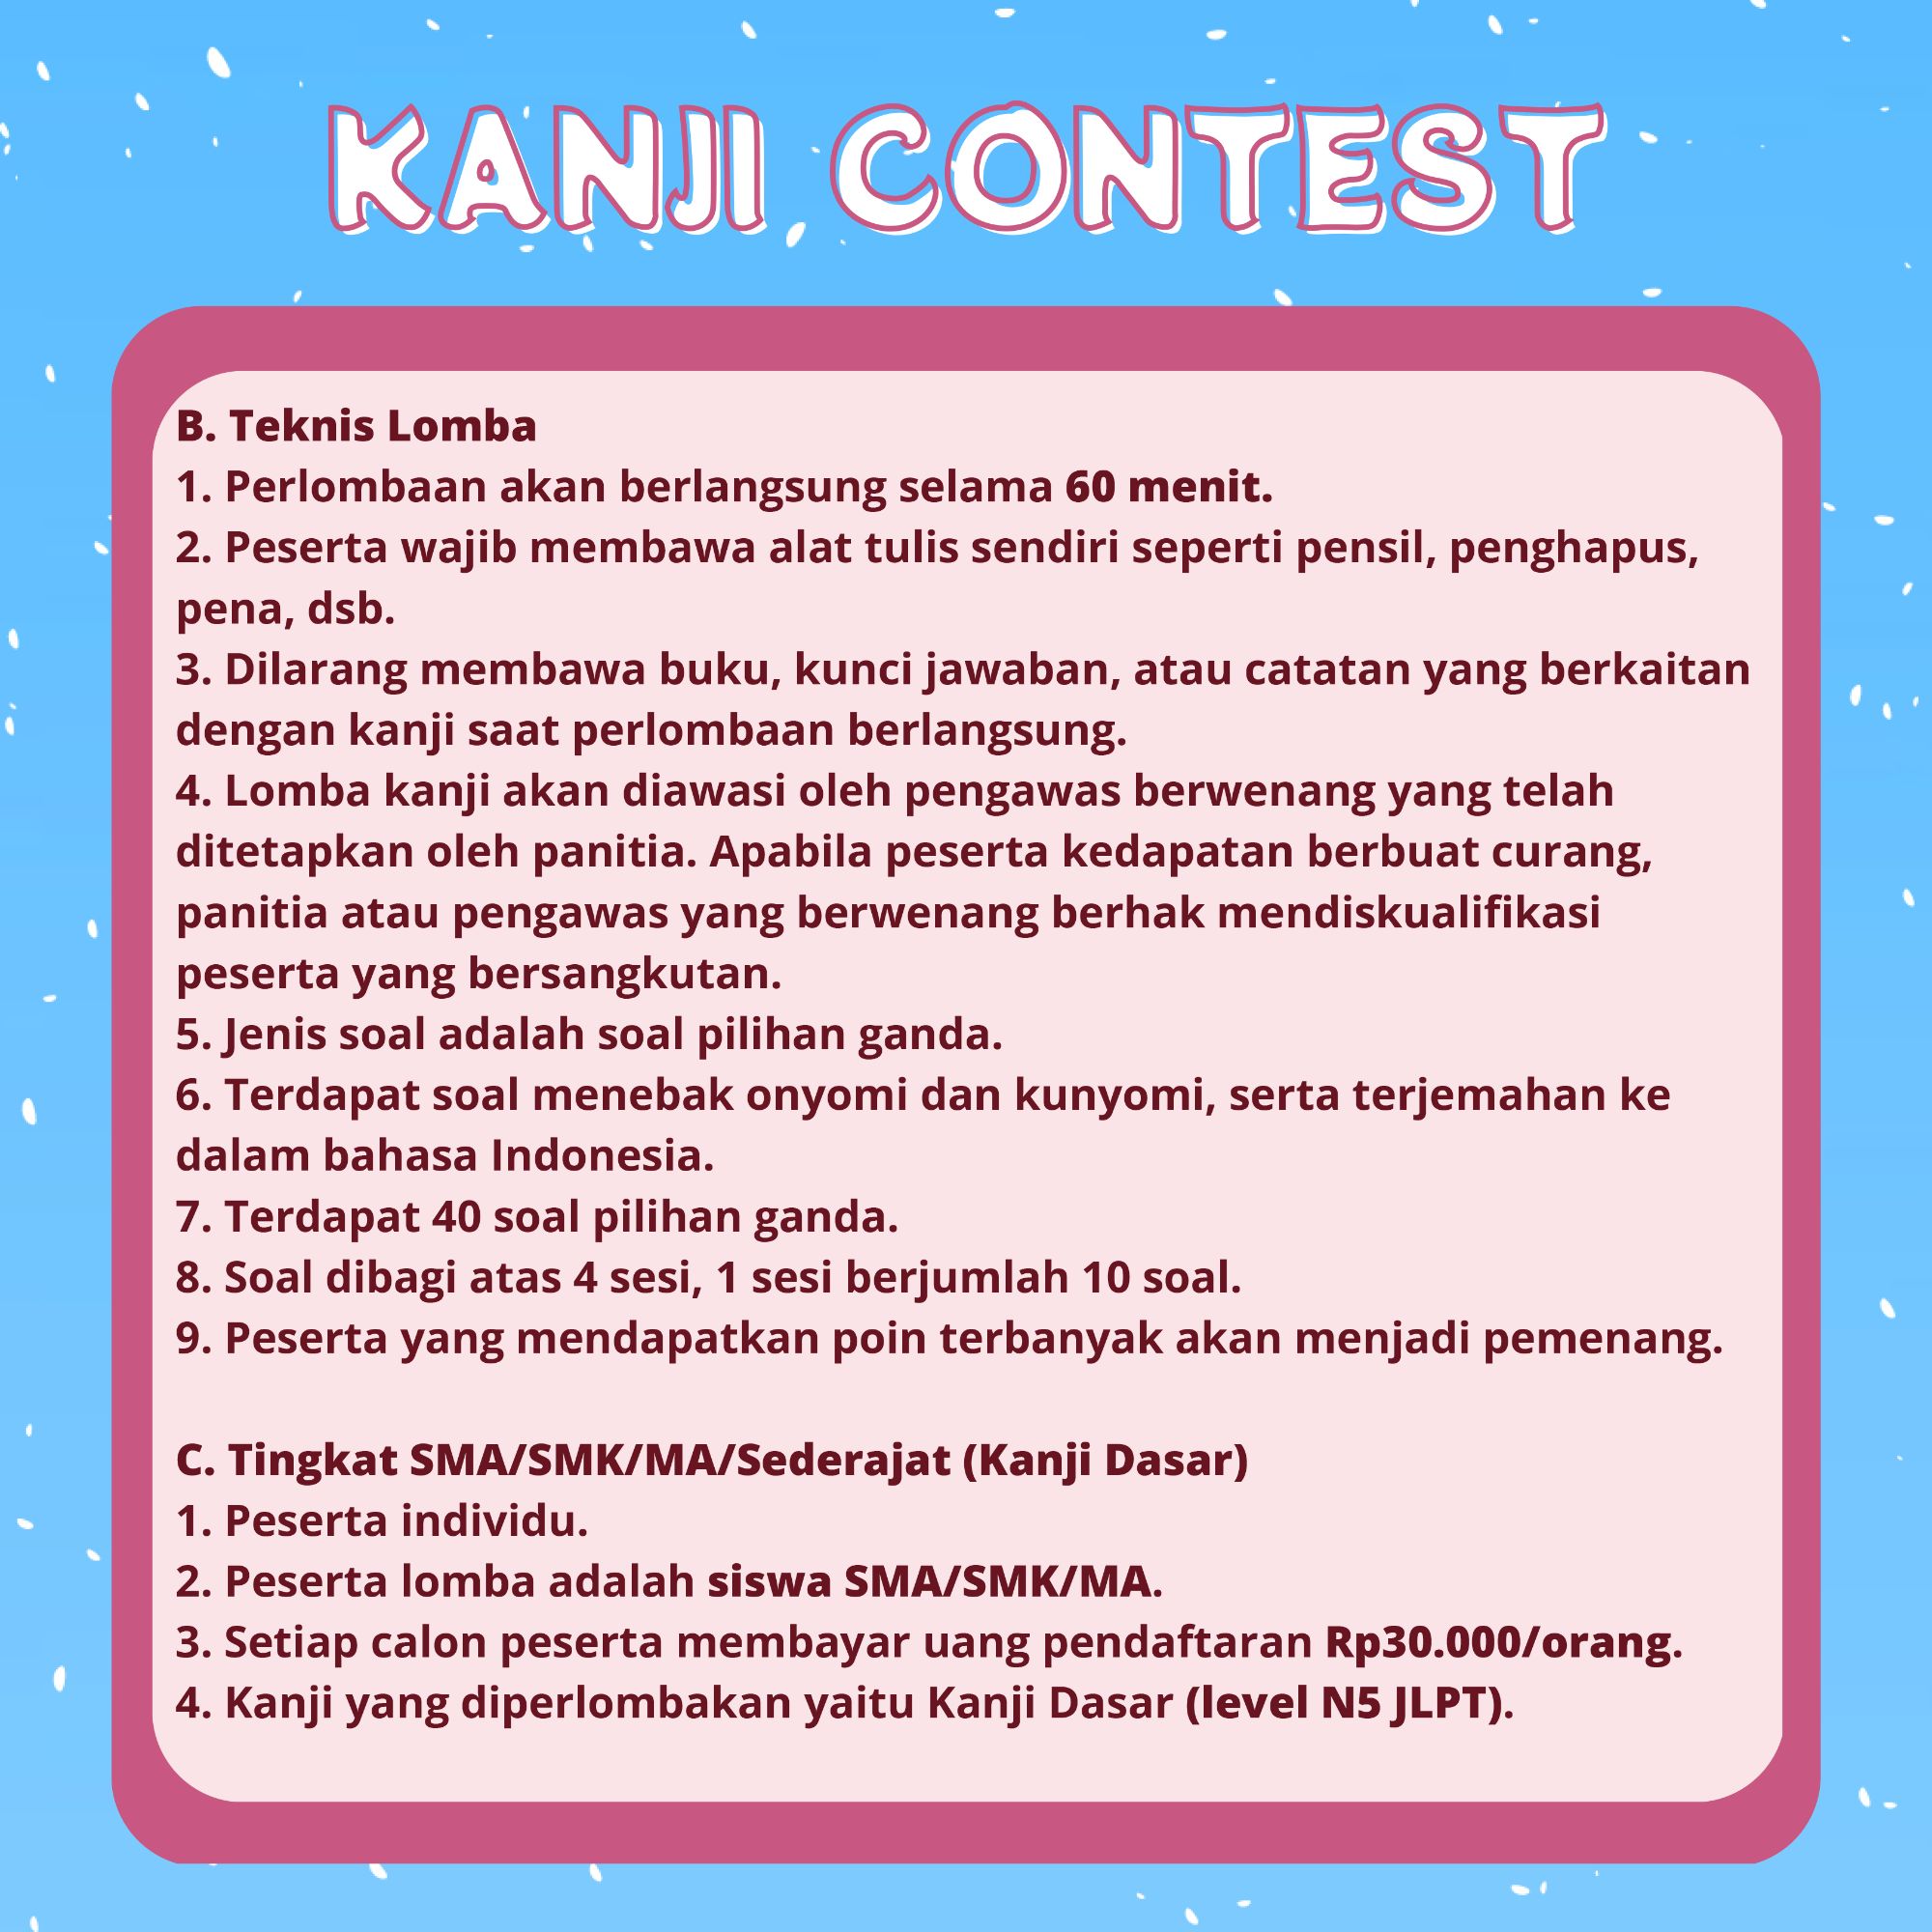 KANJI CONTEST
B. Teknis Lomba
1. Perlombaan akan berlangsung selama 60 menit.
2. Peserta wajib membawa alat tulis sendiri seperti pensil, penghapus,
pena, dsb.
3. Dilarang membawa buku, kunci jawaban, atau catatan yang berkaitan
dengan kanji saat perlombaan berlangsung.
4. Lomba kanji akan diawasi oleh pengawas berwenang yang telah
ditetapkan oleh panitia. Apabila peserta kedapatan berbuat curang,
panitia atau pengawas yang berwenang berhak mendiskualifikasi
peserta yang bersangkutan.
5. Jenis soal adalah soal pilihan ganda.
6. Terdapat soal menebak onyomi dan kunyomi, serta terjemahan ke
dalam bahasa Indonesia.
7. Terdapat 40 soal pilihan ganda.
8. Soal dibagi atas 4 sesi, 1 sesi berjumlah 10 soal.
9. Peserta yang mendapatkan poin terbanyak akan menjadi pemenang.
C. Tingkat SMA/SMK/MA/Sederajat (Kanji Dasar)
1. Peserta individu.
2. Peserta lomba adalah siswa SMA/SMK/MA.
3. Setiap calon peserta membayar uang pendaftaran Rp30.000/orang.
4. Kanji yang diperlombakan yaitu Kanji Dasar (level N5 JLPT).